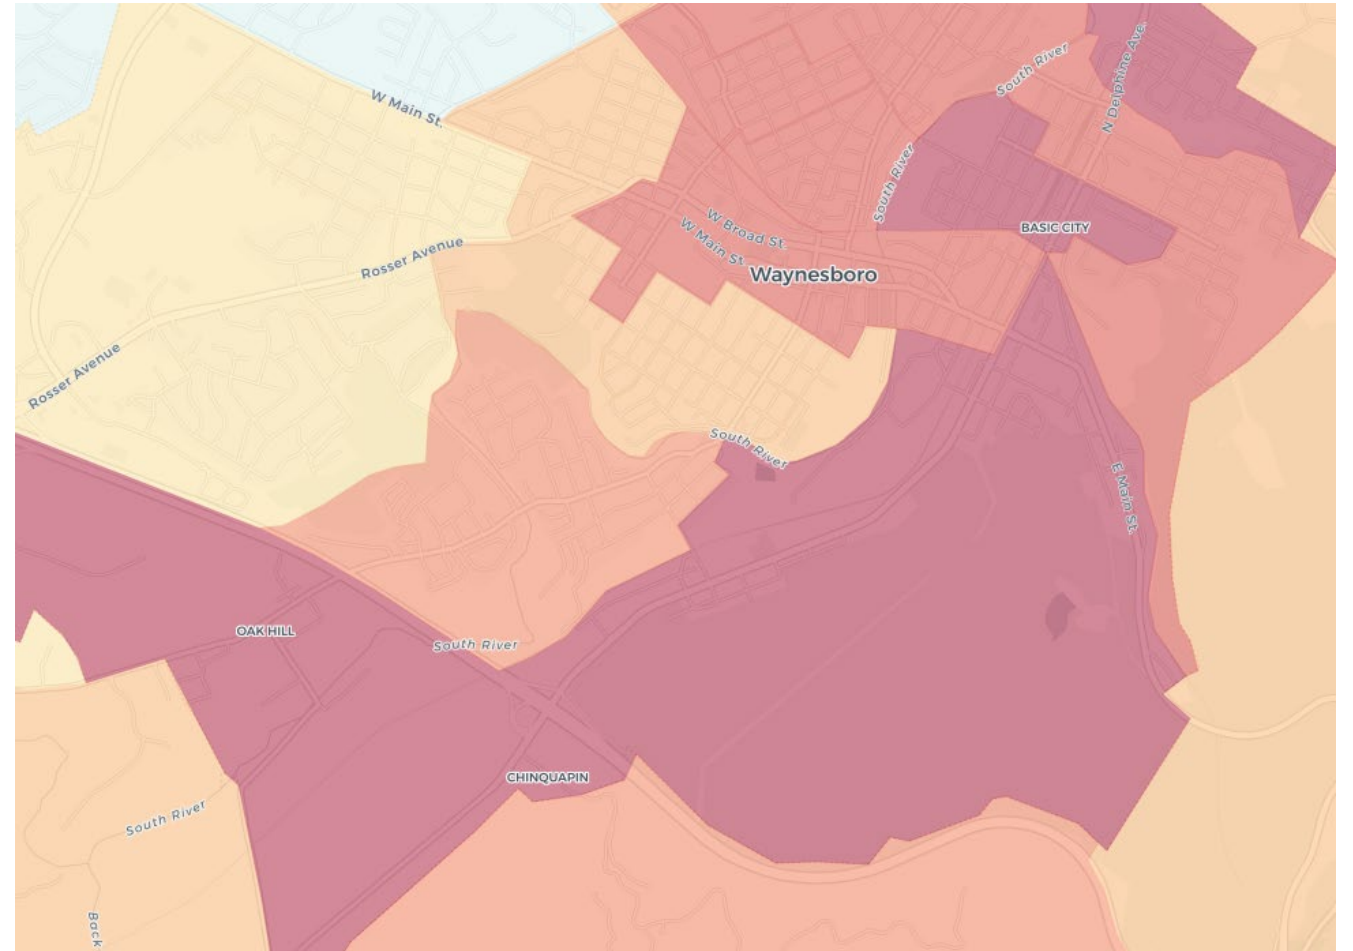 South River
N Delphine Ave.
W Main St.
South River
W Broad St.
W Main St.
BASIC CITY
Rosser Avenue
Waynesboro
Rosser Avenue
South River
E Main St.
OAK HILL
South River
CHINQUAPIN
South River
Back